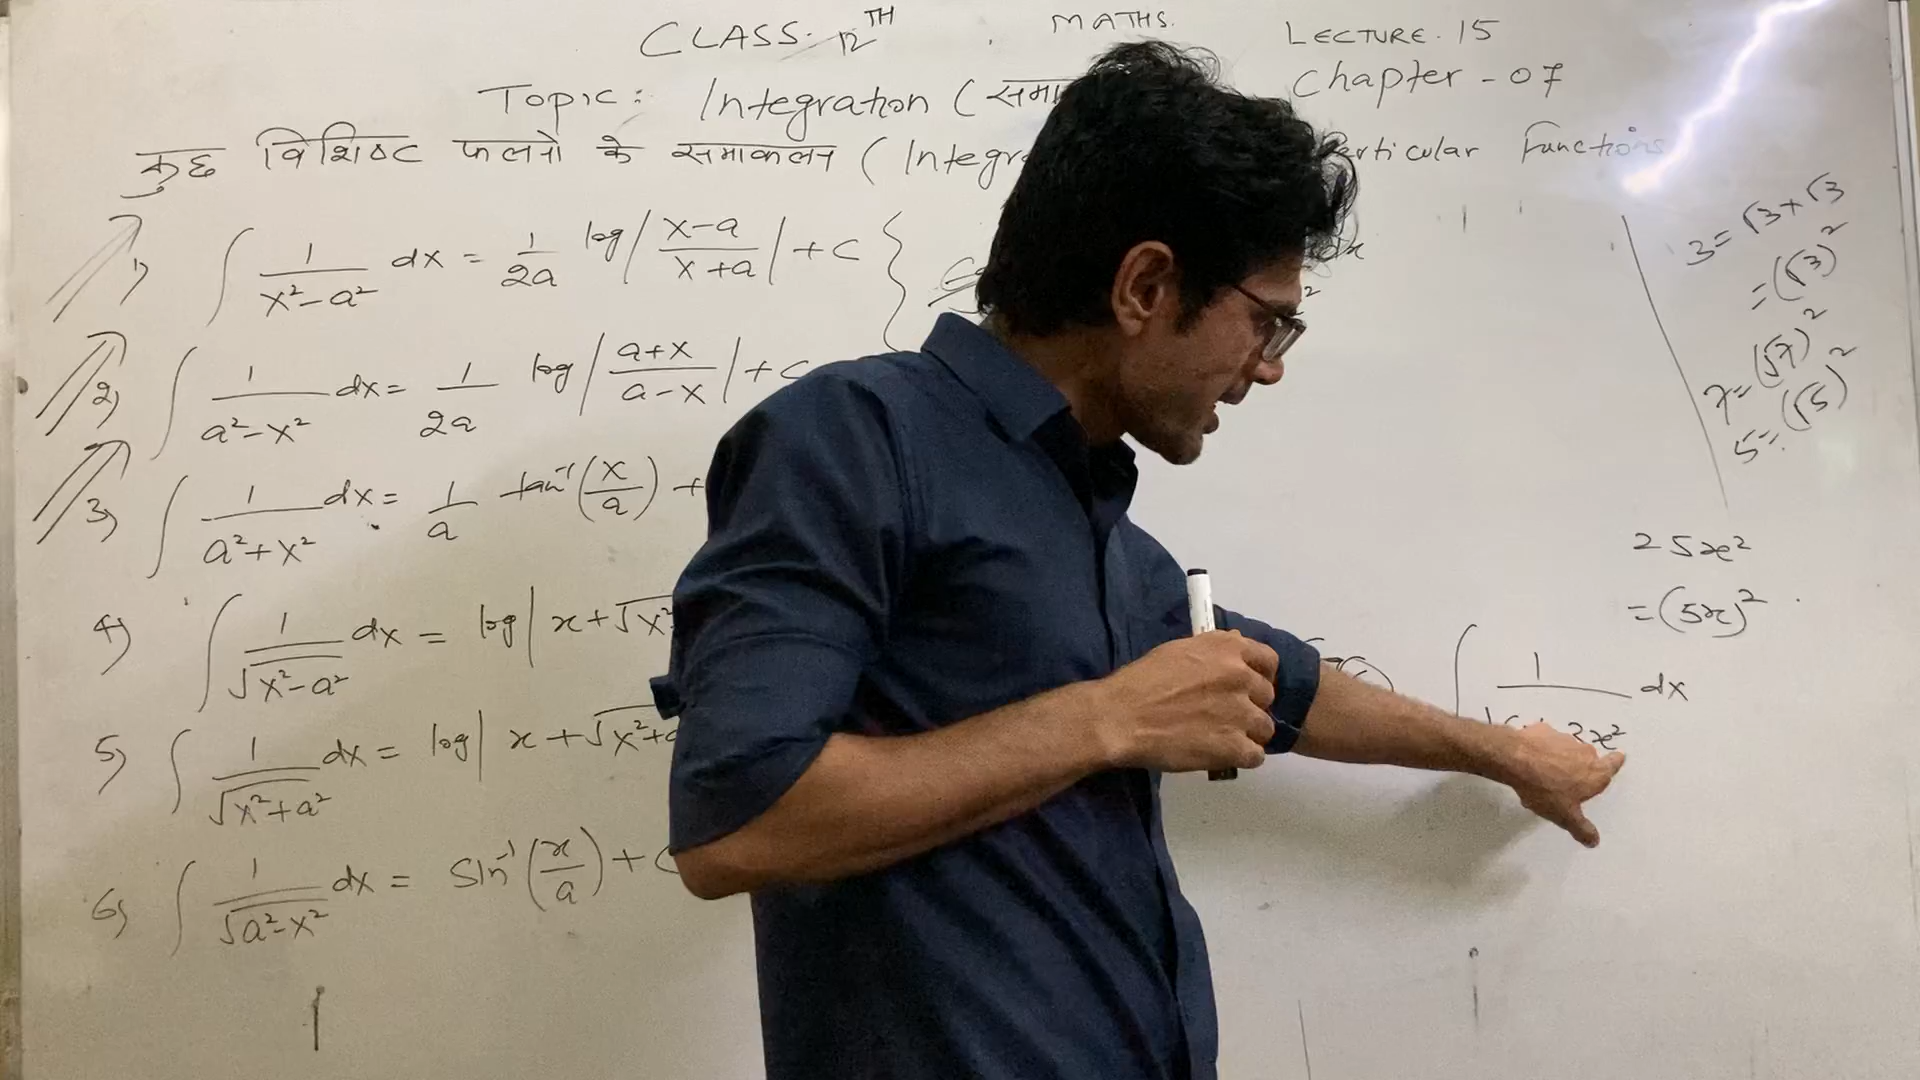 CLASS. 12TH MATHS. LECTURE. 15
Topic: Integration (समा Chapter - 07
कुछ विशिष्ट फलनों के समाकलन (Integr erticular Functions
1) ∫ 1/(x²-a²) dx = 1/2a log|(x-a)/(x+a)| + c
2) ∫ 1/(a²-x²) dx = 1/2a log|(a+x)/(a-x)| + c
3) ∫ 1/(a²+x²) dx = 1/a tan⁻¹(x/a) +
4) ∫ 1/√(x²-a²) dx = log|x+√x²
5) ∫ 1/√(x²+a²) dx = log|x+√x²+
6) ∫ 1/√(a²-x²) dx = Sin⁻¹(x/a) + C
dx
2
3 = √3×√3
= (√3)²
7 = (√7)²
5 = (√5)²
25x²
= (5x)²
∫ 1/ 2x² dx